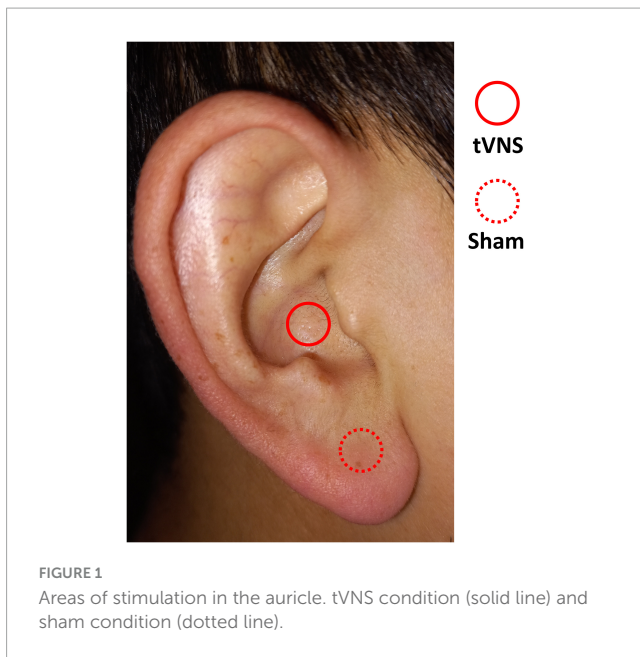 tVNS
Sham
FIGURE 1
Areas of stimulation in the auricle. tVNS condition (solid line) and
sham condition (dotted line).